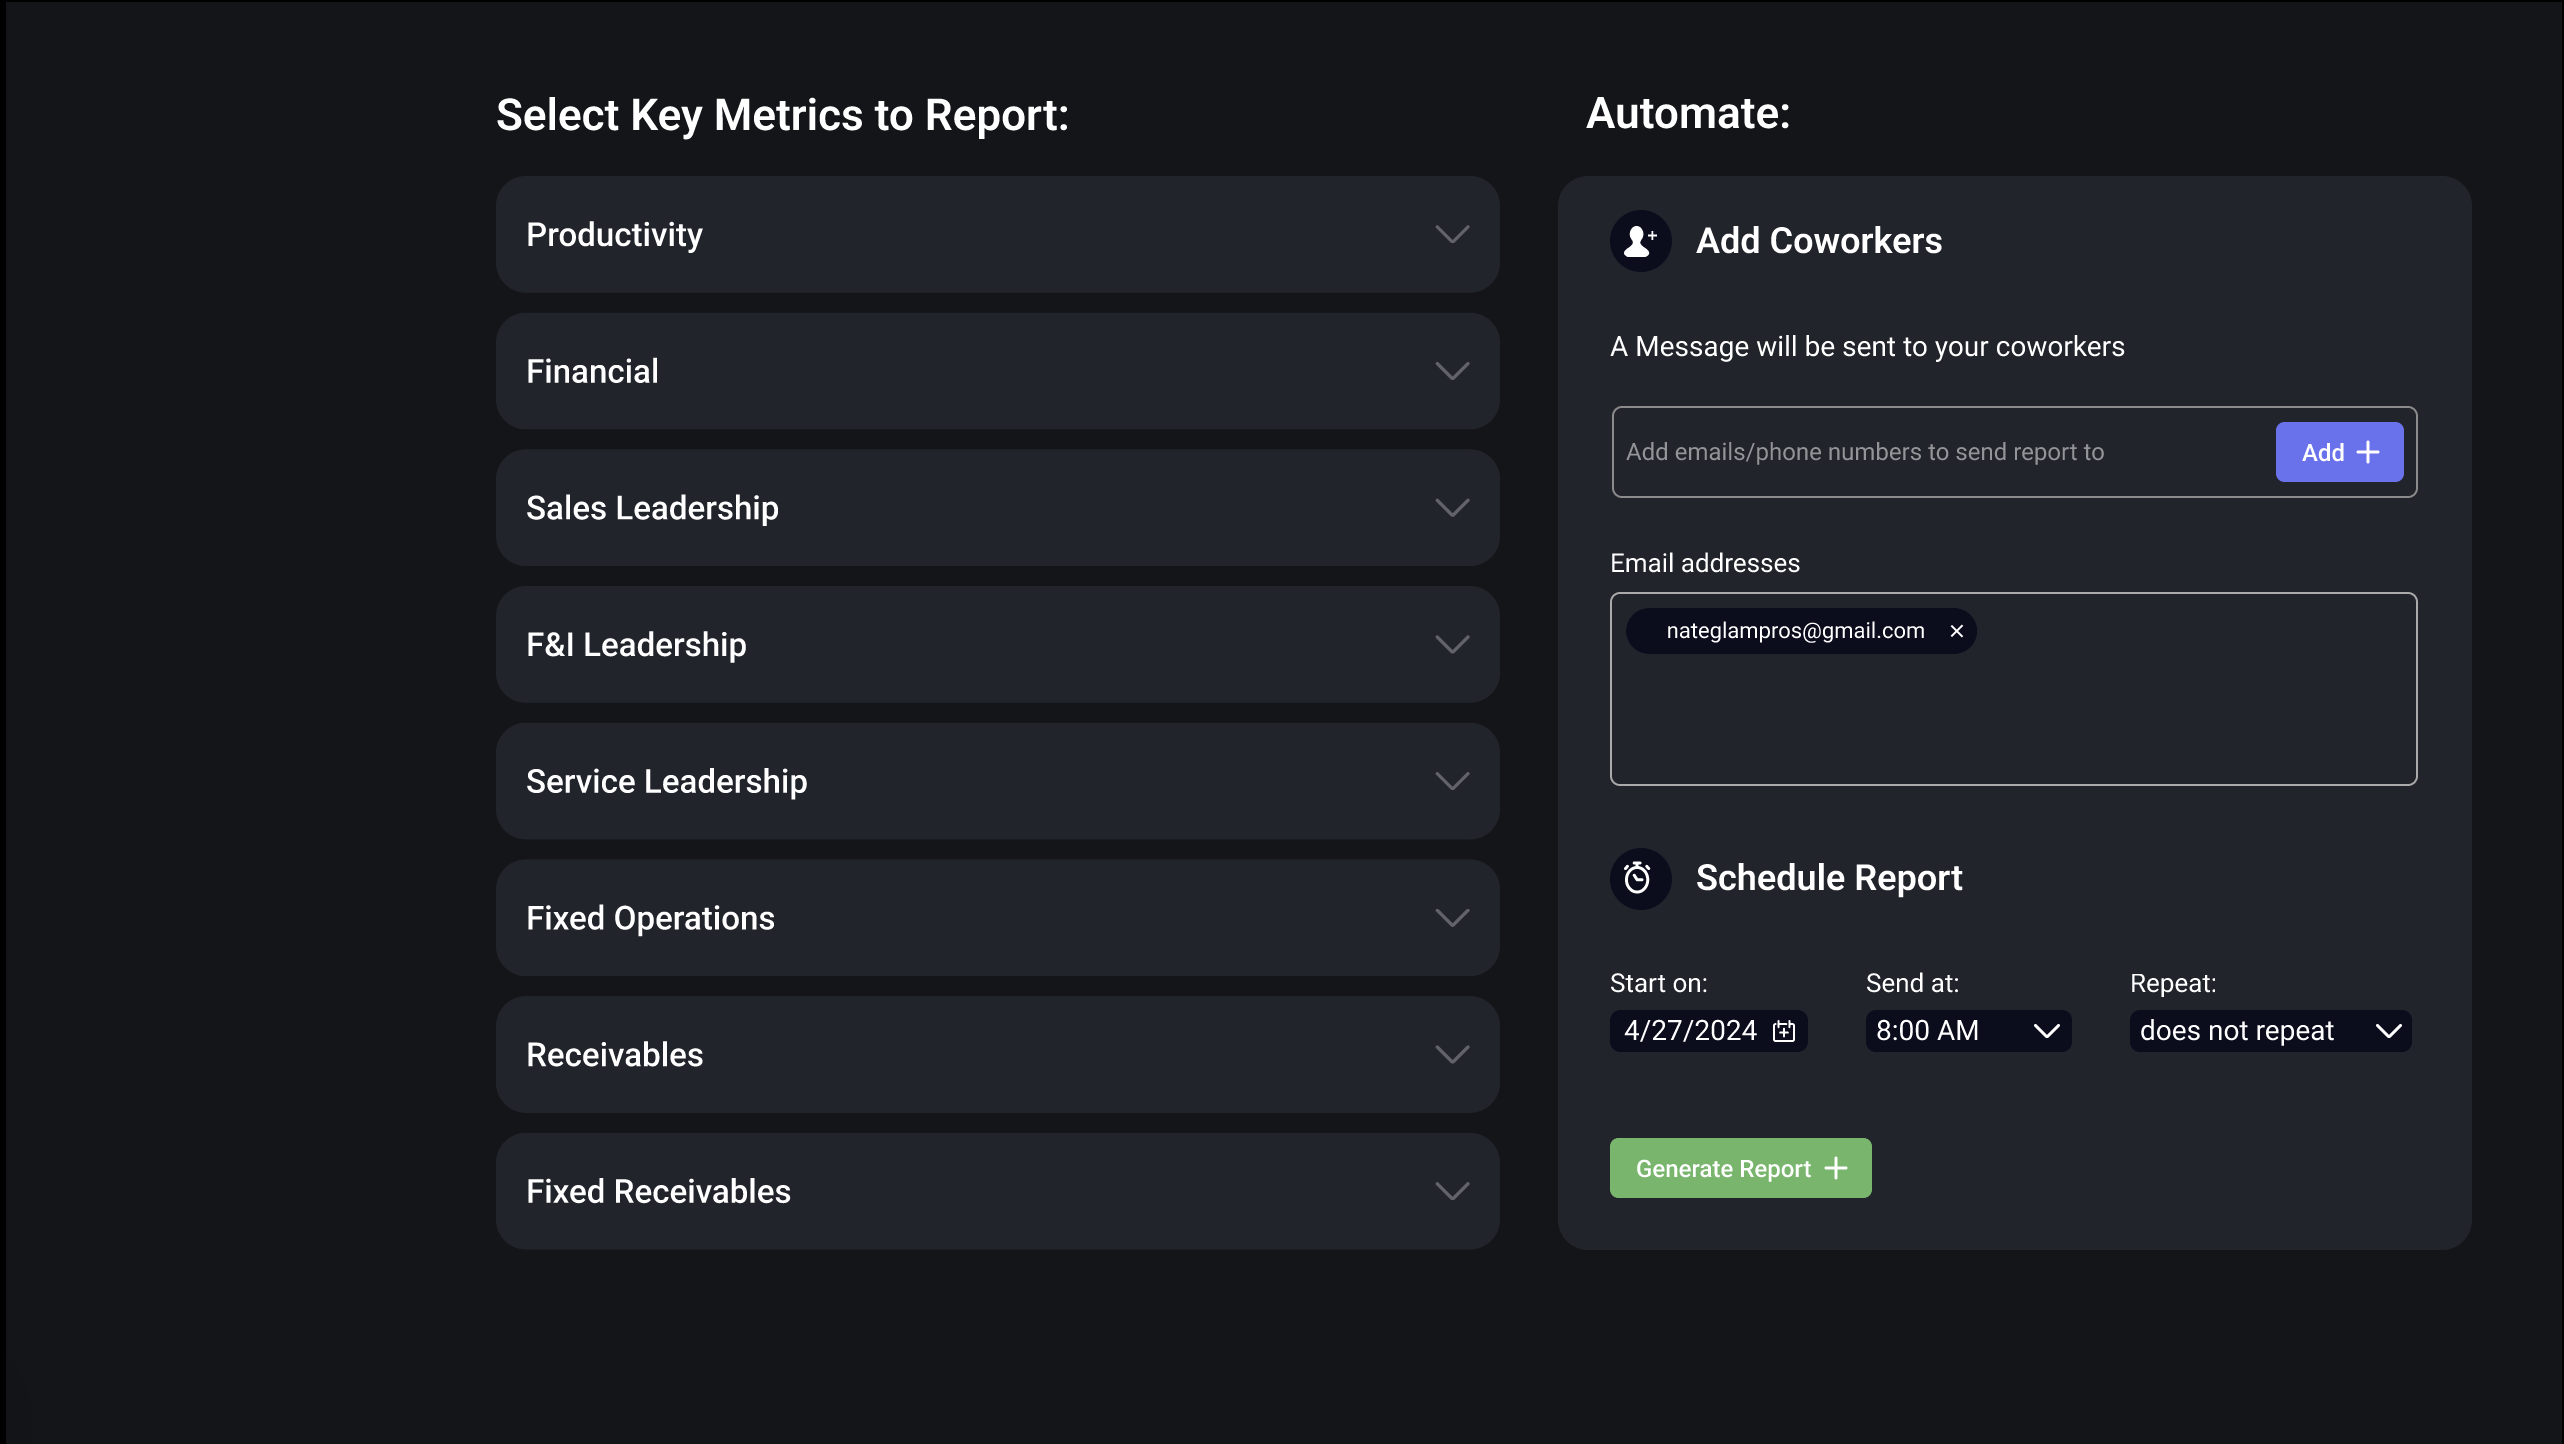 Select Key Metrics to Report:
Productivity
Financial
Sales Leadership
F&I Leadership
Service Leadership
Fixed Operations
Receivables
Fixed Receivables
Automate:
Add Coworkers
A Message will be sent to your coworkers
Add emails/phone numbers to send report to
Add +
Email addresses
nateglampros@gmail.com ×
Schedule Report
Start on: Send at: Repeat:
4/27/2024 8:00 AM does not repeat
Generate Report +